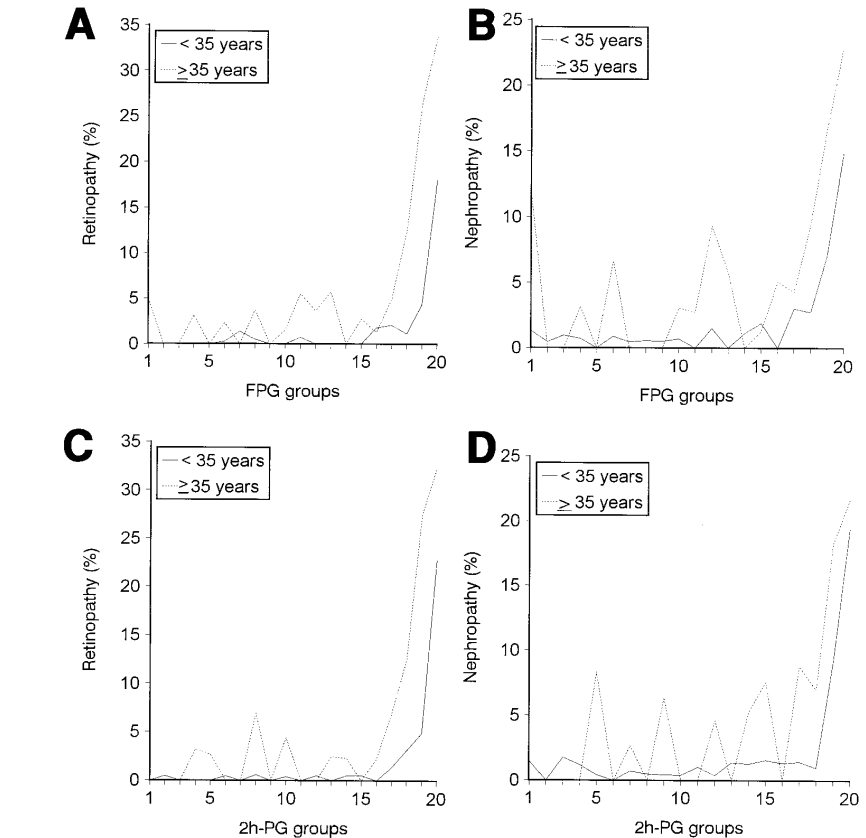 A
35
30
25
20
15
10
5
0
Retinopathy (%)
< 35 years
≥35 years
1 5 10 15 20
FPG groups
B
25
20
15
10
5
0
Nephropathy (%)
< 35 years
≥ 35 years
1 5 10 15 20
FPG groups
C
35
30
25
20
15
10
5
0
Retinopathy (%)
< 35 years
≥35 years
1 5 10 15 20
2h-PG groups
D
25
20
15
10
5
0
Nephropathy (%)
< 35 years
≥ 35 years
1 5 10 15 20
2h-PG groups